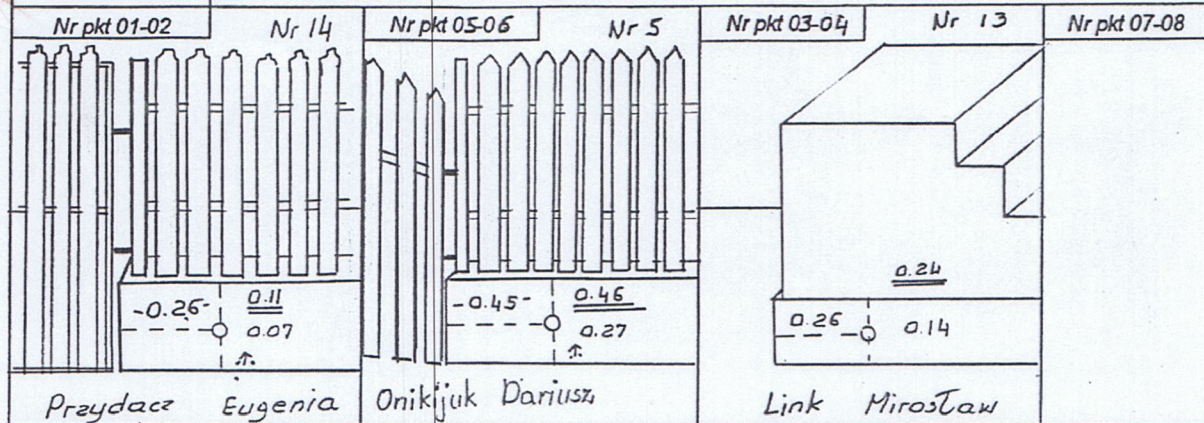 Nr pkt 01-02 Nr 14
-0.26- 0.11
0.07
Przydacz Eugenia
Nr pkt 05-06 Nr 5
-0.45- 0.46
0.27
Onikijuk Dariusz
Nr pkt 03-04 Nr 13
0.24
0.26 0.14
Link Mirosław
Nr pkt 07-08